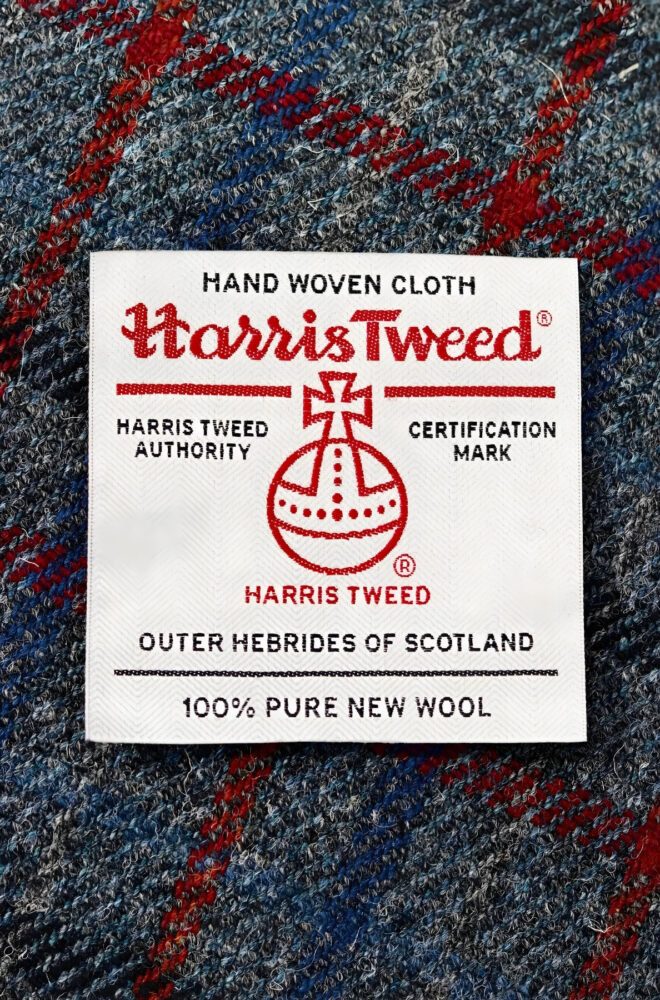 HAND WOVEN CLOTH
Harris Tweed®
HARRIS TWEED AUTHORITY
CERTIFICATION MARK
®
HARRIS TWEED
OUTER HEBRIDES OF SCOTLAND
100% PURE NEW WOOL